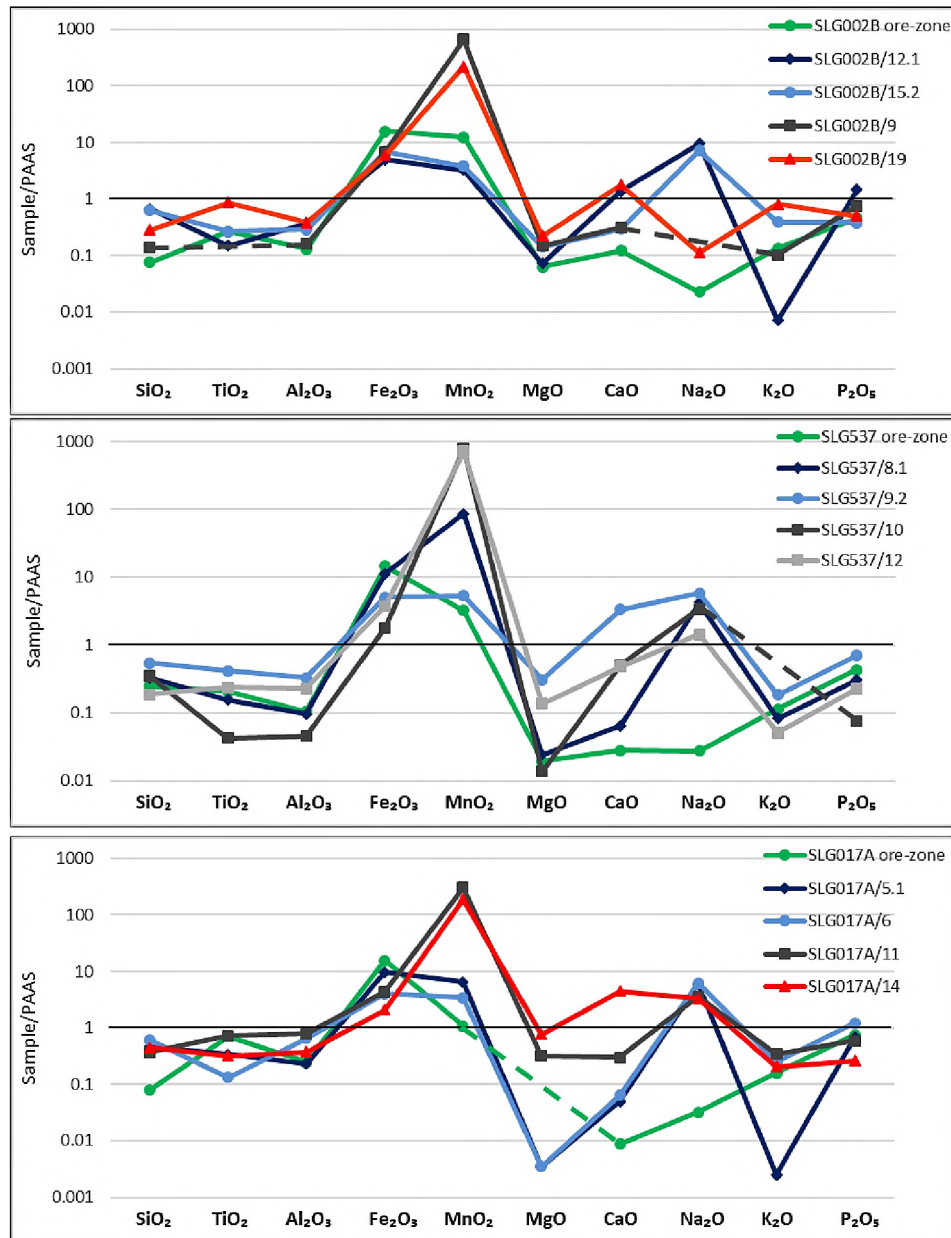 1000
100
10
1
0.1
0.01
0.001
Sample/PAAS
SLG002B ore-zone
SLG002B/12.1
SLG002B/15.2
SLG002B/9
SLG002B/19
SiO₂ TiO₂ Al₂O₃ Fe₂O₃ MnO₂ MgO CaO Na₂O K₂O P₂O₅
1000
100
10
1
0.1
0.01
Sample/PAAS
SLG537 ore-zone
SLG537/8.1
SLG537/9.2
SLG537/10
SLG537/12
SiO₂ TiO₂ Al₂O₃ Fe₂O₃ MnO₂ MgO CaO Na₂O K₂O P₂O₅
1000
100
10
1
0.1
0.01
0.001
Sample/PAAS
SLG017A ore-zone
SLG017A/5.1
SLG017A/6
SLG017A/11
SLG017A/14
SiO₂ TiO₂ Al₂O₃ Fe₂O₃ MnO₂ MgO CaO Na₂O K₂O P₂O₅